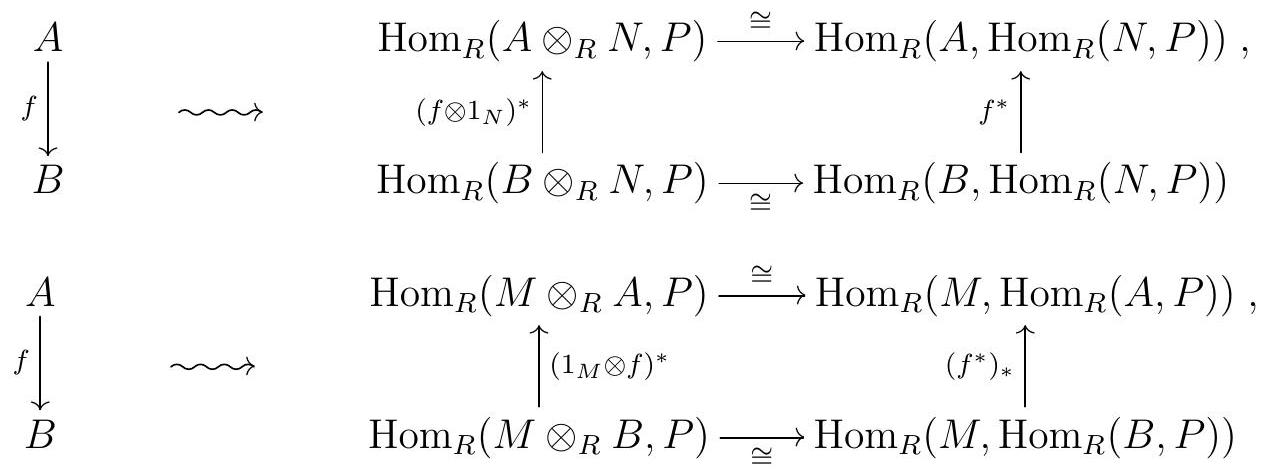 A Hom_R(A ⊗_R N, P) ≅ Hom_R(A, Hom_R(N, P)) ,
f (f⊗1_N)^* f^*
B Hom_R(B ⊗_R N, P) ≅ Hom_R(B, Hom_R(N, P))
A Hom_R(M ⊗_R A, P) ≅ Hom_R(M, Hom_R(A, P)) ,
f (1_M⊗f)^* (f^*)_*
B Hom_R(M ⊗_R B, P) ≅ Hom_R(M, Hom_R(B, P))